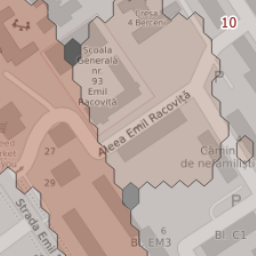 Creșa
4 Berceni
10
Școala
Generală
nr.
93
Emil
Racoviță
P
Aleea Emil Racoviță
Cămin
de nefamiliști
27
29
Strada Emil
P
6
Bl. EM3
Bl. C1